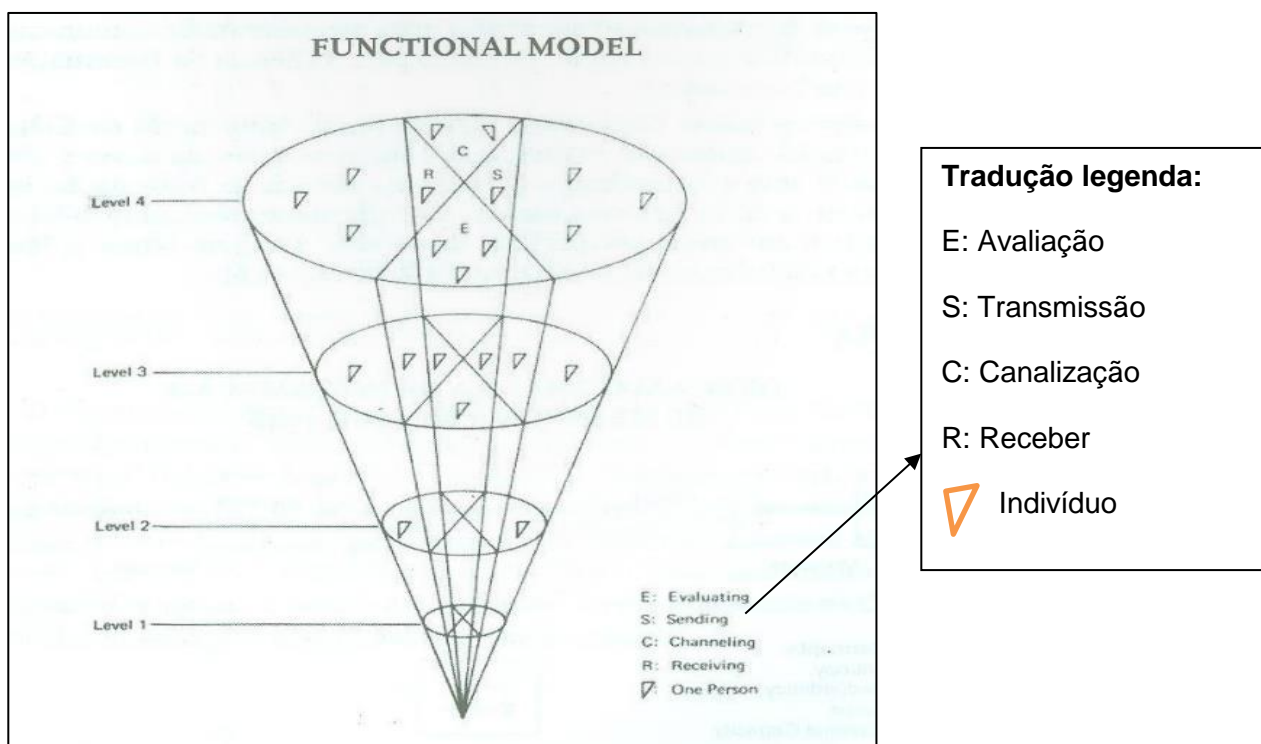 FUNCTIONAL MODEL
C
R S
Level 4
E
Level 3
Level 2
Level 1
E: Evaluating
S: Sending
C: Channeling
R: Receiving
One Person
Tradução legenda:
E: Avaliação
S: Transmissão
C: Canalização
R: Receber
Indivíduo